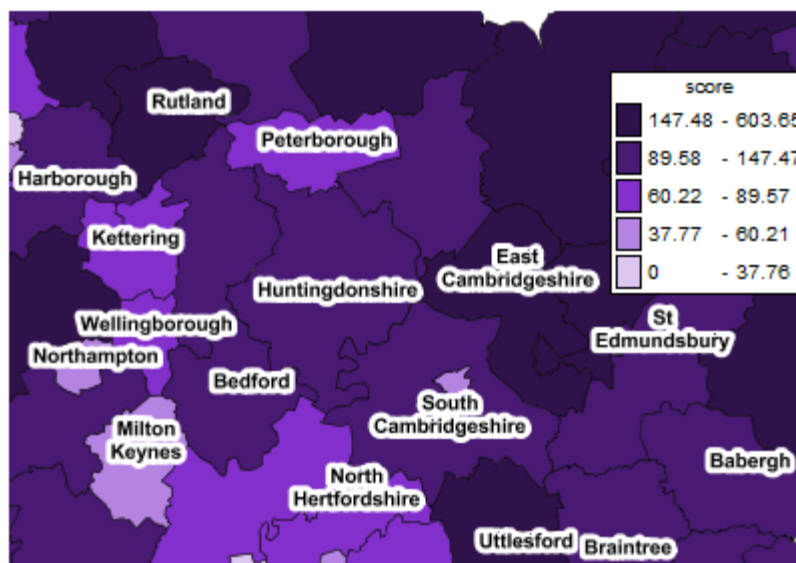 score
147.48 - 603.65
89.58 - 147.47
60.22 - 89.57
37.77 - 60.21
0 - 37.76
Rutland
Peterborough
Harborough
Kettering
East
Cambridgeshire
Huntingdonshire
St
Edmundsbury
Wellingborough
Northampton
Bedford
South
Cambridgeshire
Milton
Keynes
Babergh
North
Hertfordshire
Uttlesford
Braintree